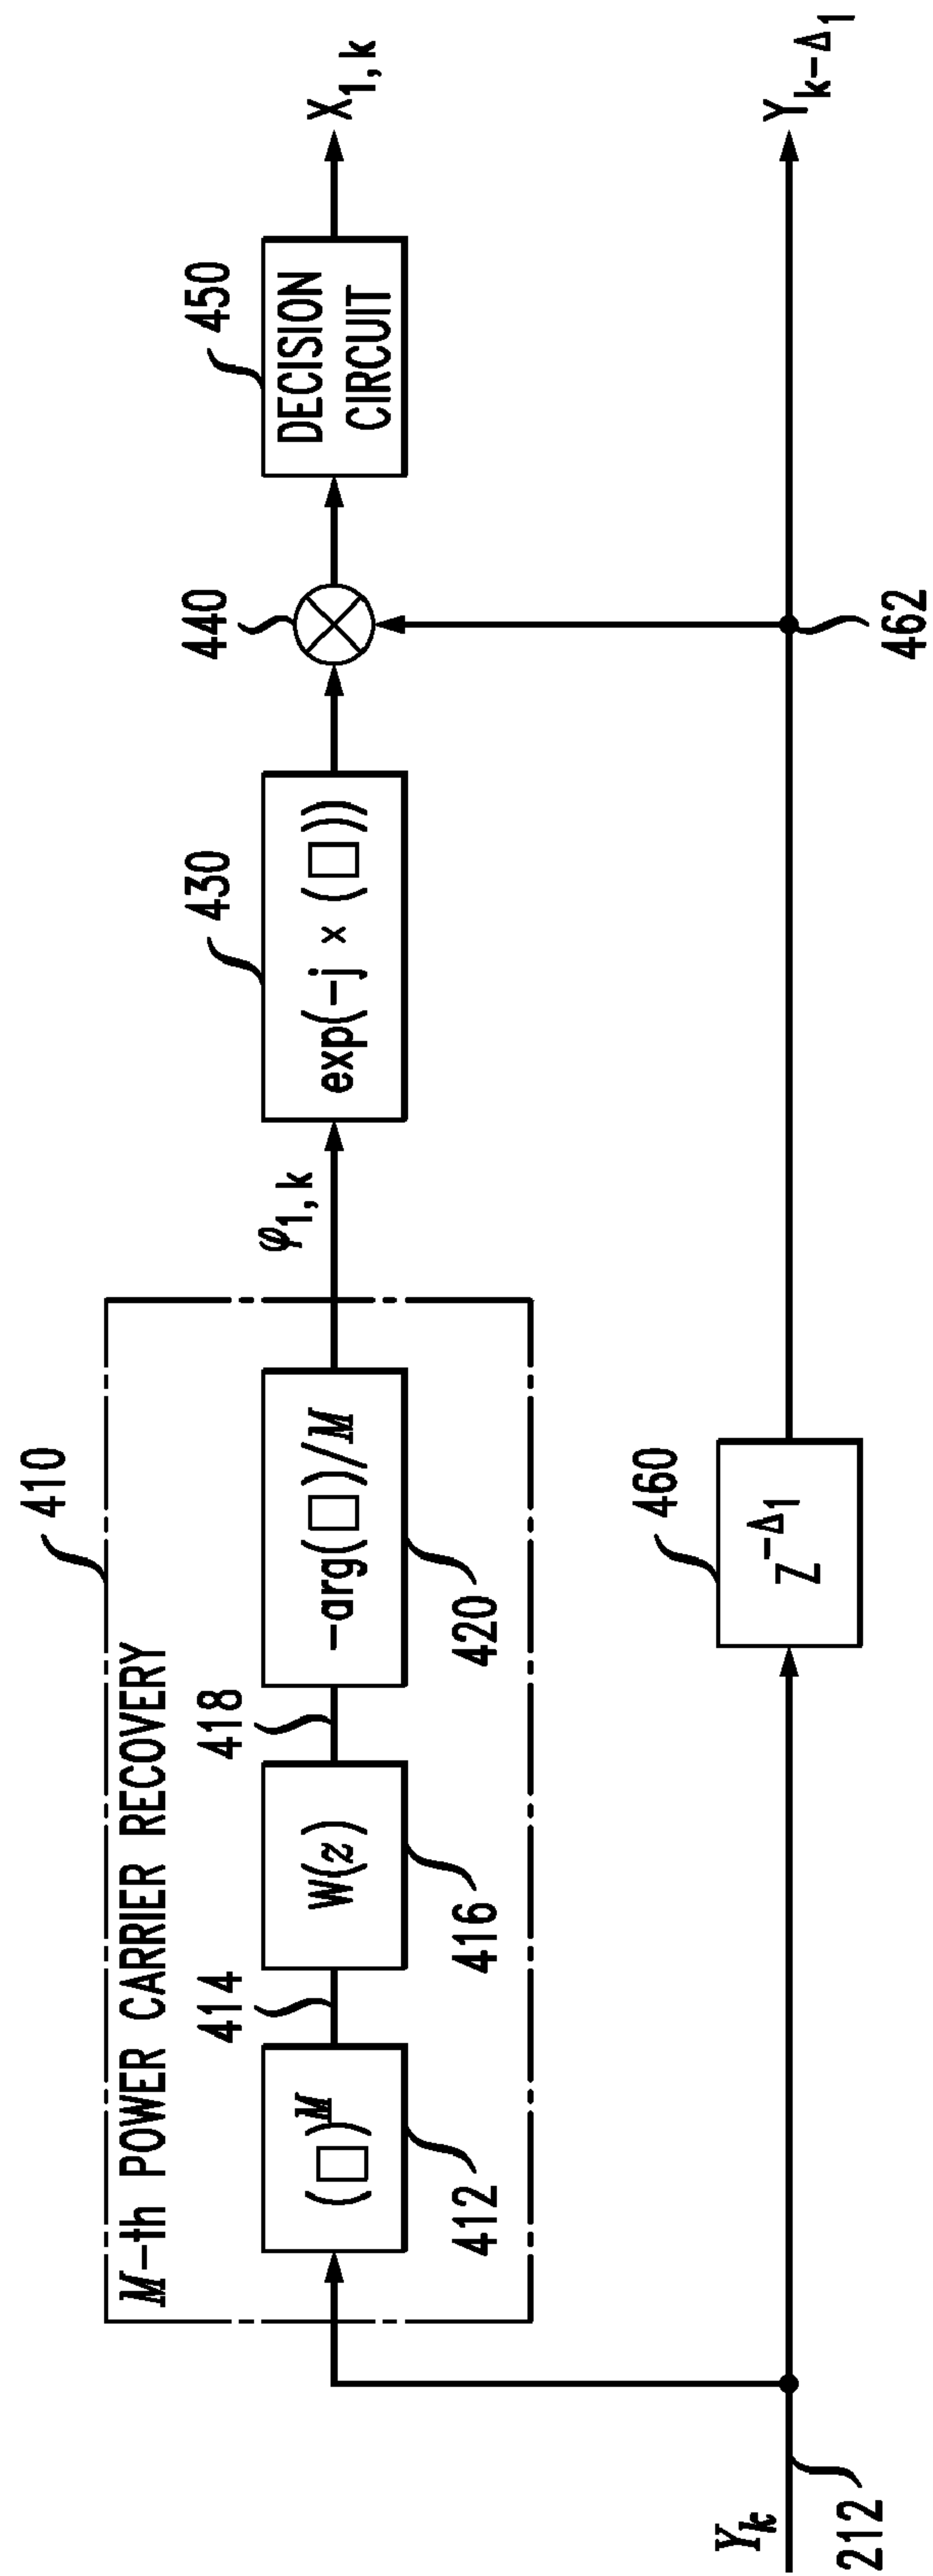 410
M-th POWER CARRIER RECOVERY
414
418
(□)^M
W(z)
-arg(□)/M
412
416
420
φ1,k
430
exp(-j × (□))
440
450
DECISION
CIRCUIT
X1,k
Yk
212
460
Z^-Δ1
462
Yk-Δ1